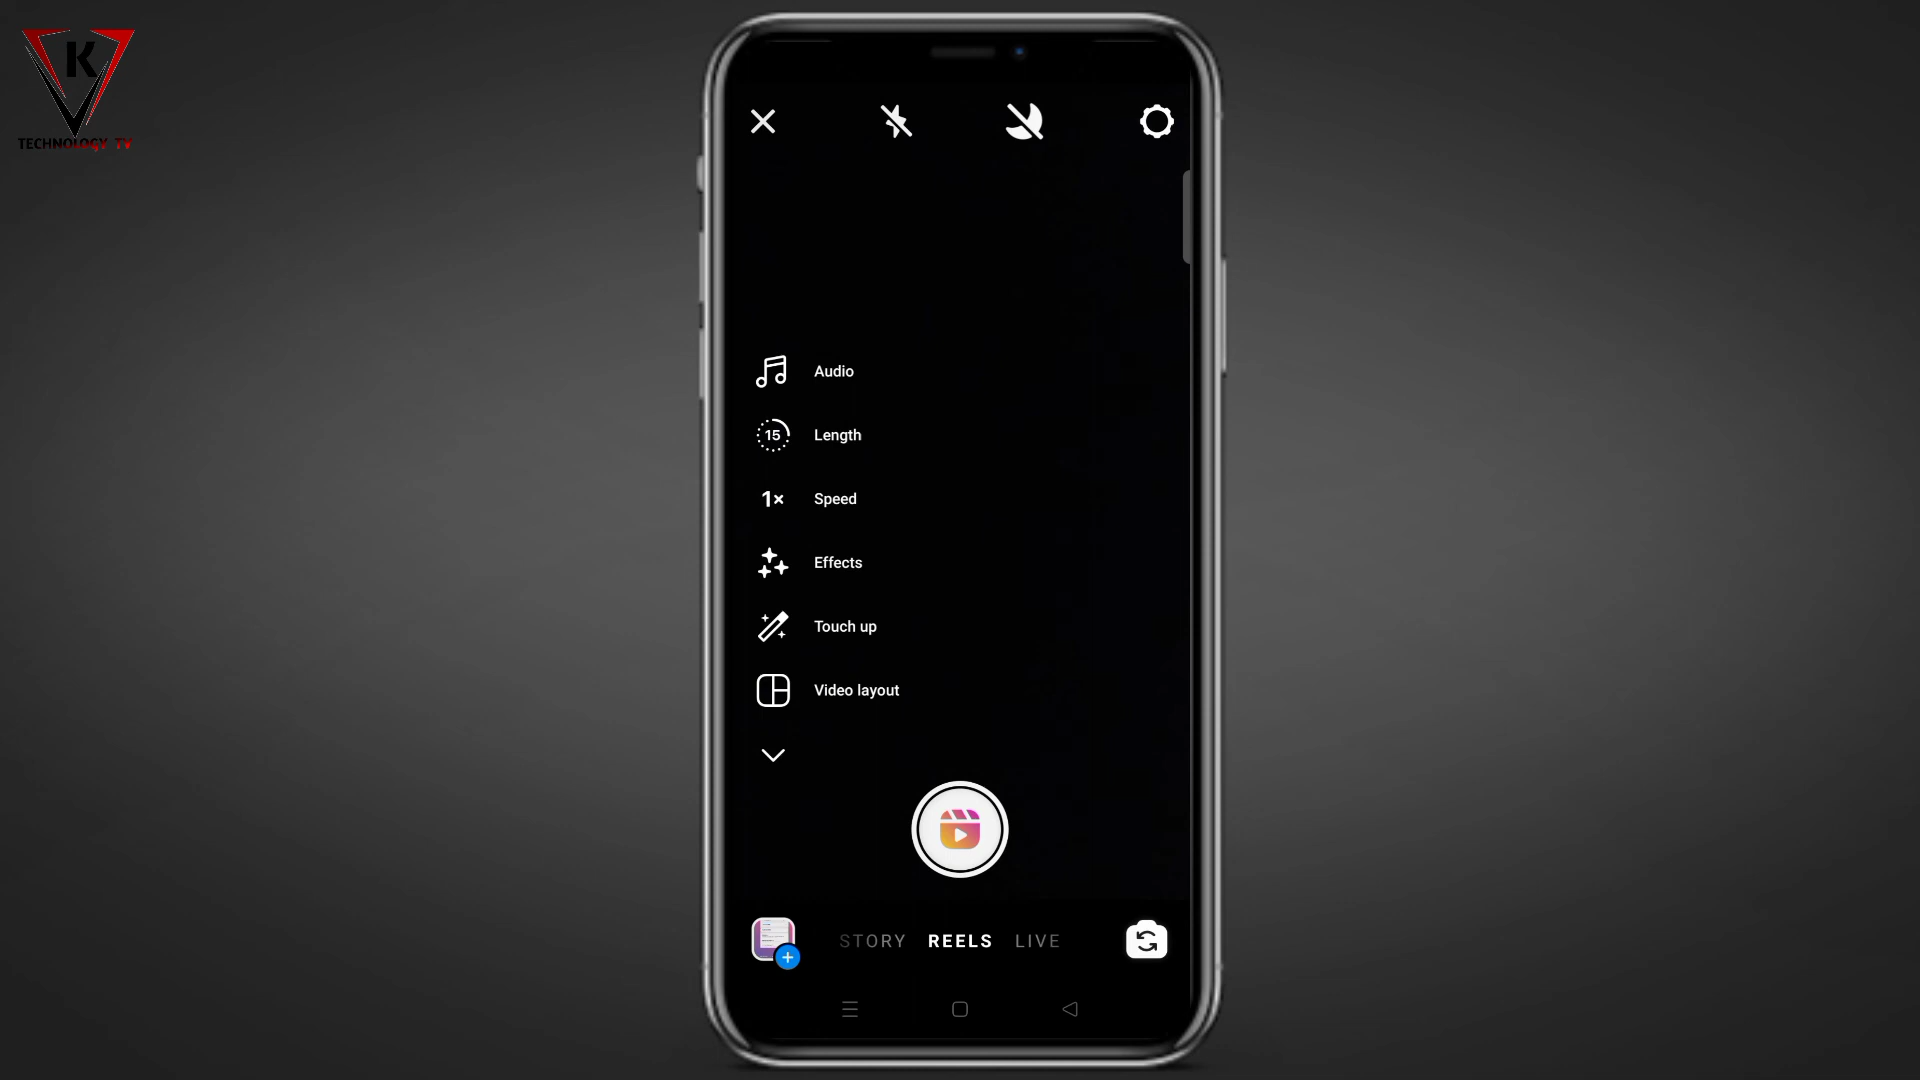 K
TECHNOLOGY TV
Audio
15 Length
1× Speed
Effects
Touch up
Video layout
STORY REELS LIVE